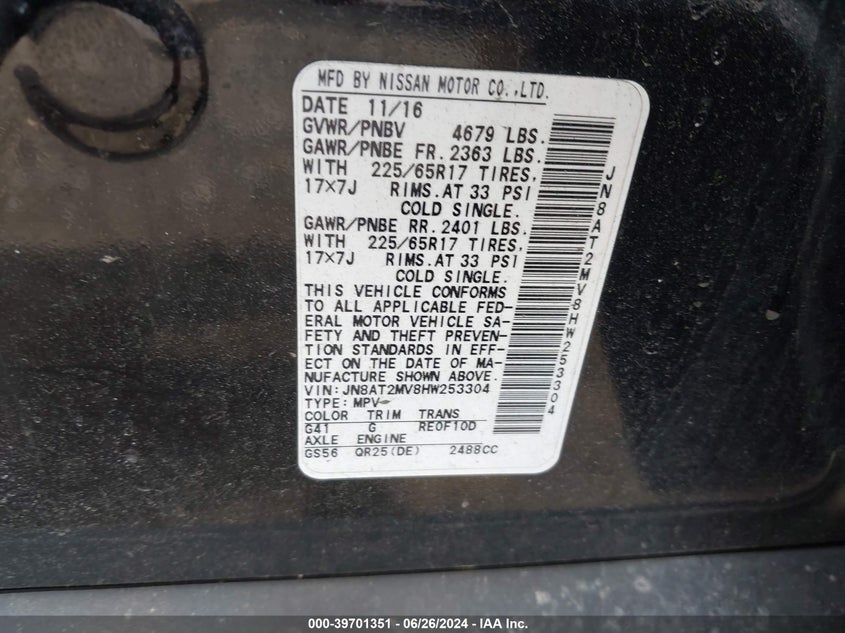 MFD BY NISSAN MOTOR CO.,LTD.
DATE 11/16
GVWR/PNBV 4679 LBS.
GAWR/PNBE FR. 2363 LBS.
WITH 225/65R17 TIRES,
17×7J RIMS.AT 33 PSI
COLD SINGLE.
GAWR/PNBE RR. 2401 LBS.
WITH 225/65R17 TIRES,
17×7J RIMS.AT 33 PSI
COLD SINGLE.
THIS VEHICLE CONFORMS
TO ALL APPLICABLE FED-
ERAL MOTOR VEHICLE SA-
FETY AND THEFT PREVEN-
TION STANDARDS IN EFF-
ECT ON THE DATE OF MA-
NUFACTURE SHOWN ABOVE.
VIN:JN8AT2MV8HW253304
TYPE:MPV
COLOR TRIM TRANS
G41 G RE0F10D
AXLE ENGINE
GS56 QR25(DE) 2488CC
JN8AT2MV8HW253304
000-39701351 | 06/26/2024 - IAA Inc.